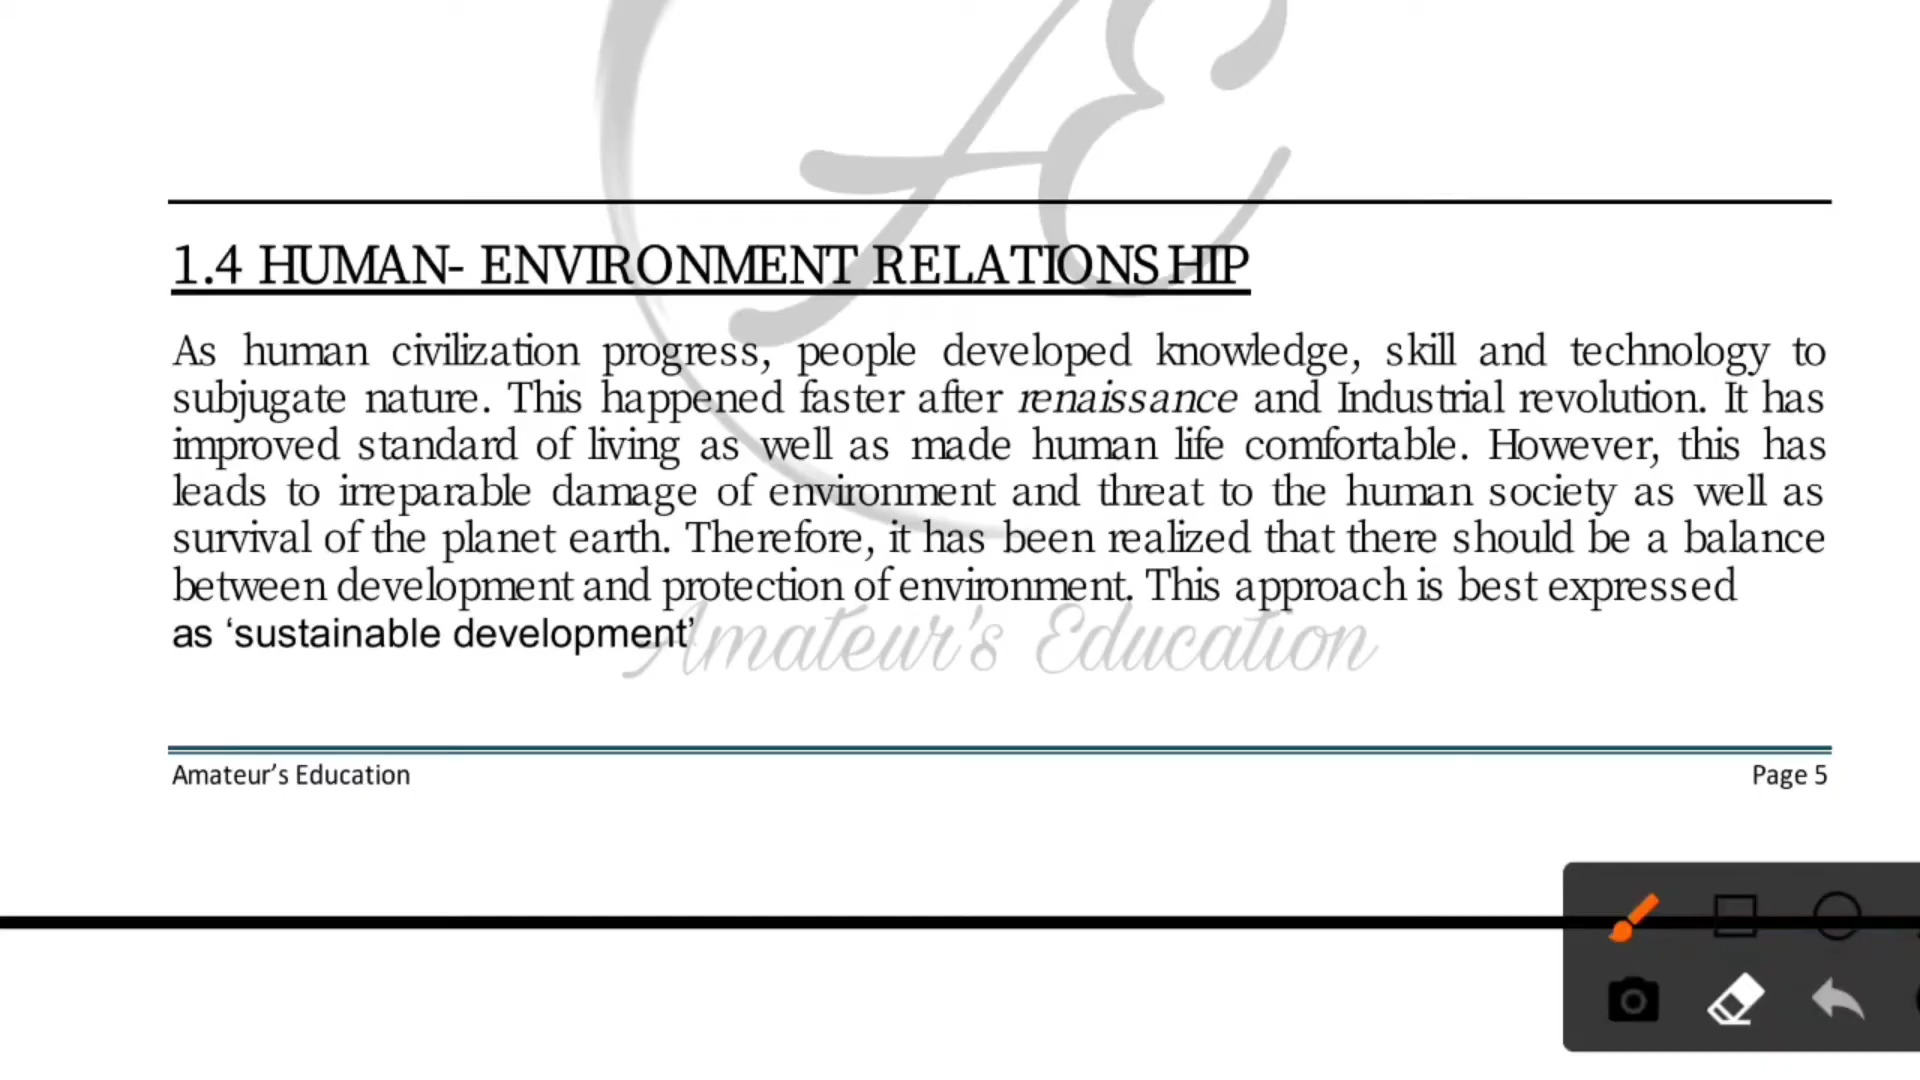 1.4 HUMAN- ENVIRONMENT RELATIONSHIP
As human civilization progress, people developed knowledge, skill and technology to
subjugate nature. This happened faster after renaissance and Industrial revolution. It has
improved standard of living as well as made human life comfortable. However, this has
leads to irreparable damage of environment and threat to the human society as well as
survival of the planet earth. Therefore, it has been realized that there should be a balance
between development and protection of environment. This approach is best expressed
as ‘sustainable development’
Amateur's Education
Amateur’s Education Page 5